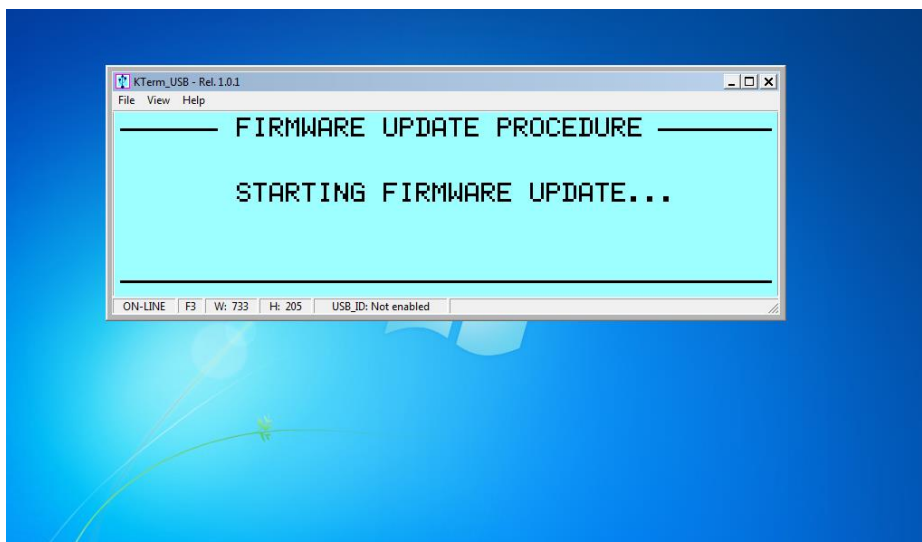 KTerm_USB - Rel. 1.0.1
File View Help
FIRMWARE UPDATE PROCEDURE
STARTING FIRMWARE UPDATE...
ON-LINE F3 W: 733 H: 205 USB_ID: Not enabled